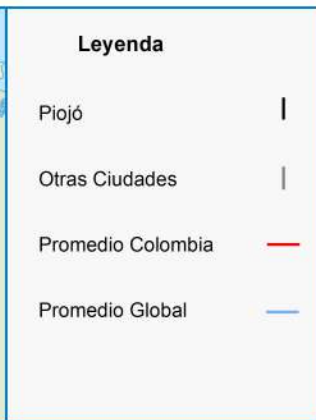 Leyenda
Piojó
Otras Ciudades
Promedio Colombia
Promedio Global